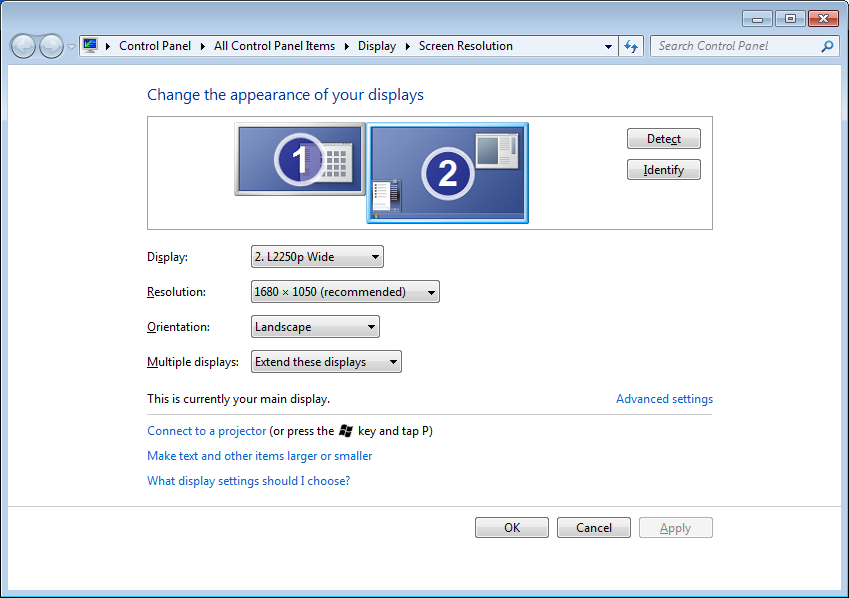 Control Panel All Control Panel Items Display Screen Resolution Search Control Panel
Change the appearance of your displays
1 2
Detect
Identify
Display: 2. L2250p Wide
Resolution: 1680 × 1050 (recommended)
Orientation: Landscape
Multiple displays: Extend these displays
This is currently your main display. Advanced settings
Connect to a projector (or press the key and tap P)
Make text and other items larger or smaller
What display settings should I choose?
OK Cancel Apply